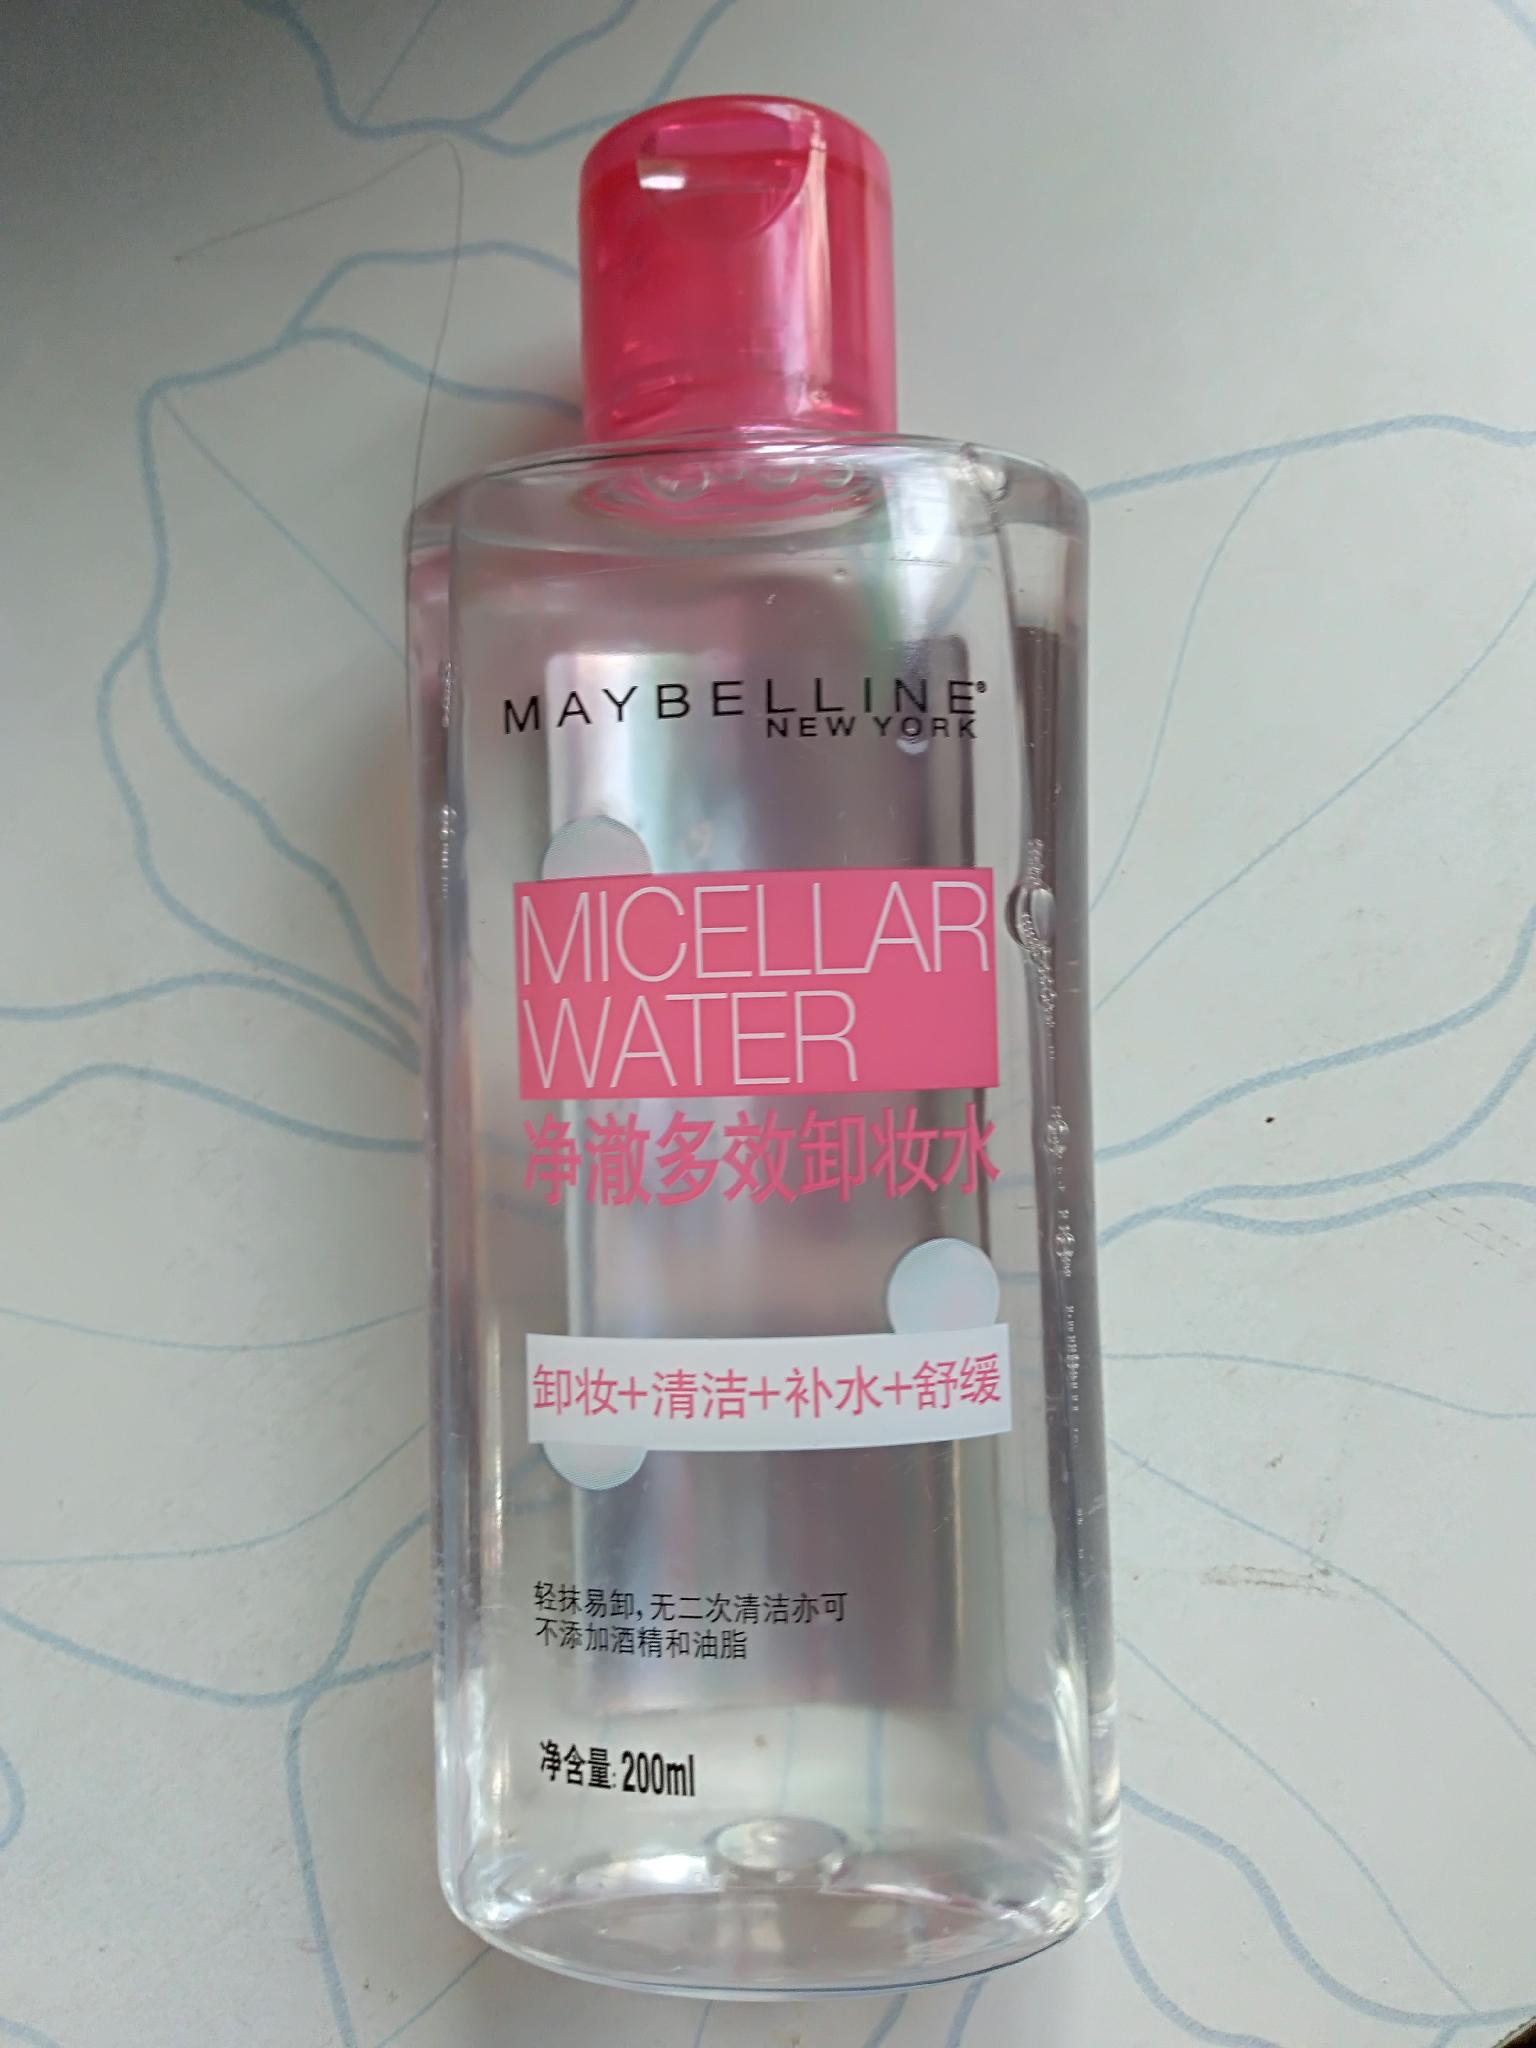 MAYBELLINE®
NEW YORK
MICELLAR
WATER
净澈多效卸妆水
卸妆+清洁+补水+舒缓
轻抹易卸,无二次清洁亦可
不添加酒精和油脂
净含量:200ml